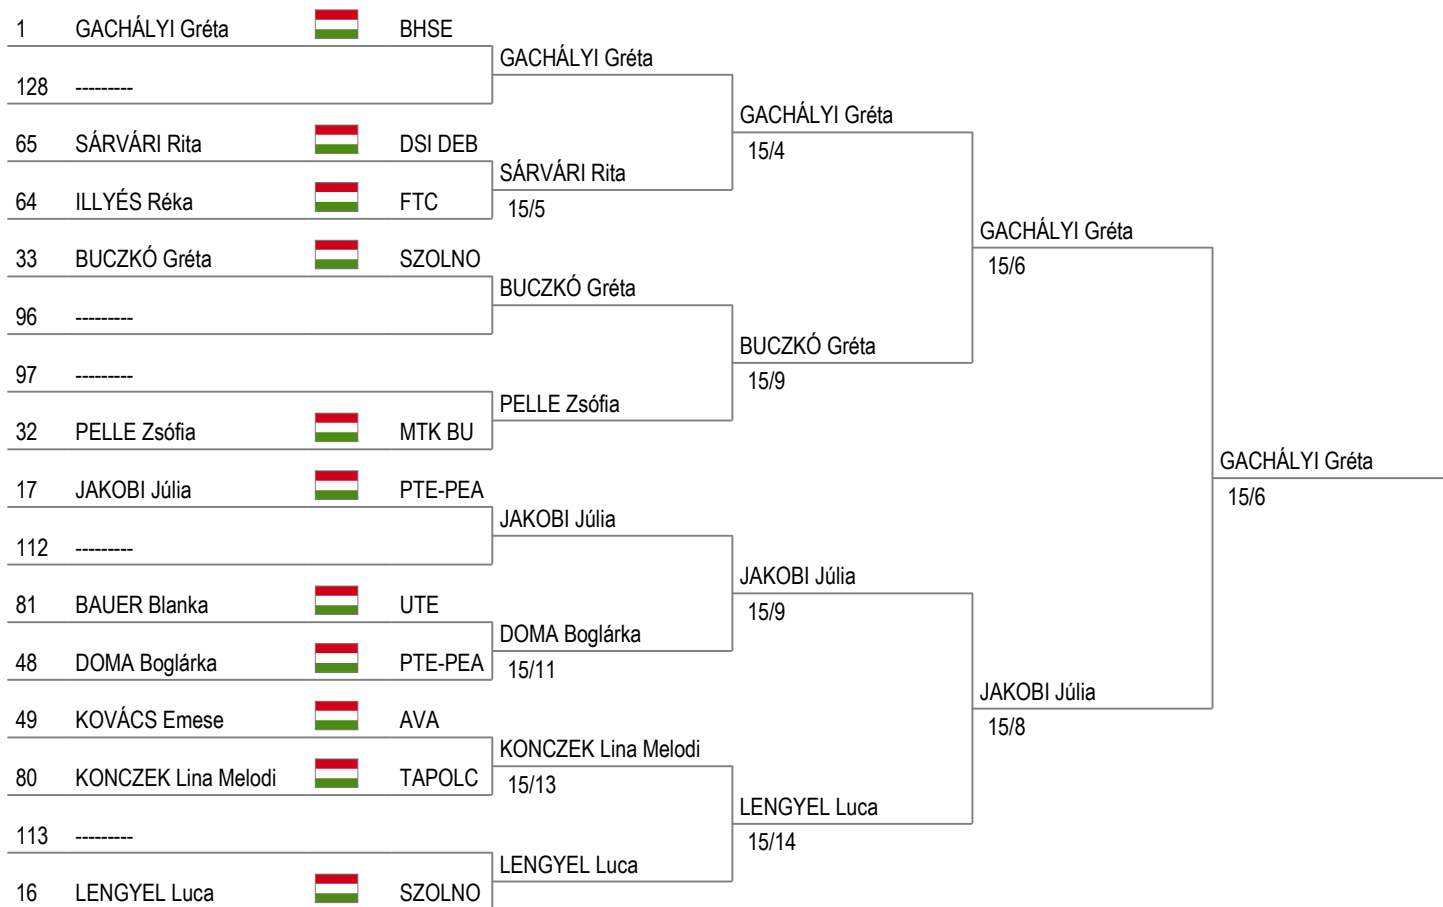 1 GACHÁLYI Gréta BHSE
GACHÁLYI Gréta
128 ---------
GACHÁLYI Gréta
15/4
65 SÁRVÁRI Rita DSI DEB
SÁRVÁRI Rita
15/5
64 ILLYÉS Réka FTC
GACHÁLYI Gréta
15/6
33 BUCZKÓ Gréta SZOLNO
BUCZKÓ Gréta
96 ---------
BUCZKÓ Gréta
15/9
97 ---------
PELLE Zsófia
32 PELLE Zsófia MTK BU
GACHÁLYI Gréta
15/6
17 JAKOBI Júlia PTE-PEA
JAKOBI Júlia
112 ---------
JAKOBI Júlia
15/9
81 BAUER Blanka UTE
DOMA Boglárka
15/11
48 DOMA Boglárka PTE-PEA
JAKOBI Júlia
15/8
49 KOVÁCS Emese AVA
KONCZEK Lina Melodi
15/13
80 KONCZEK Lina Melodi TAPOLC
LENGYEL Luca
15/14
113 ---------
LENGYEL Luca
16 LENGYEL Luca SZOLNO